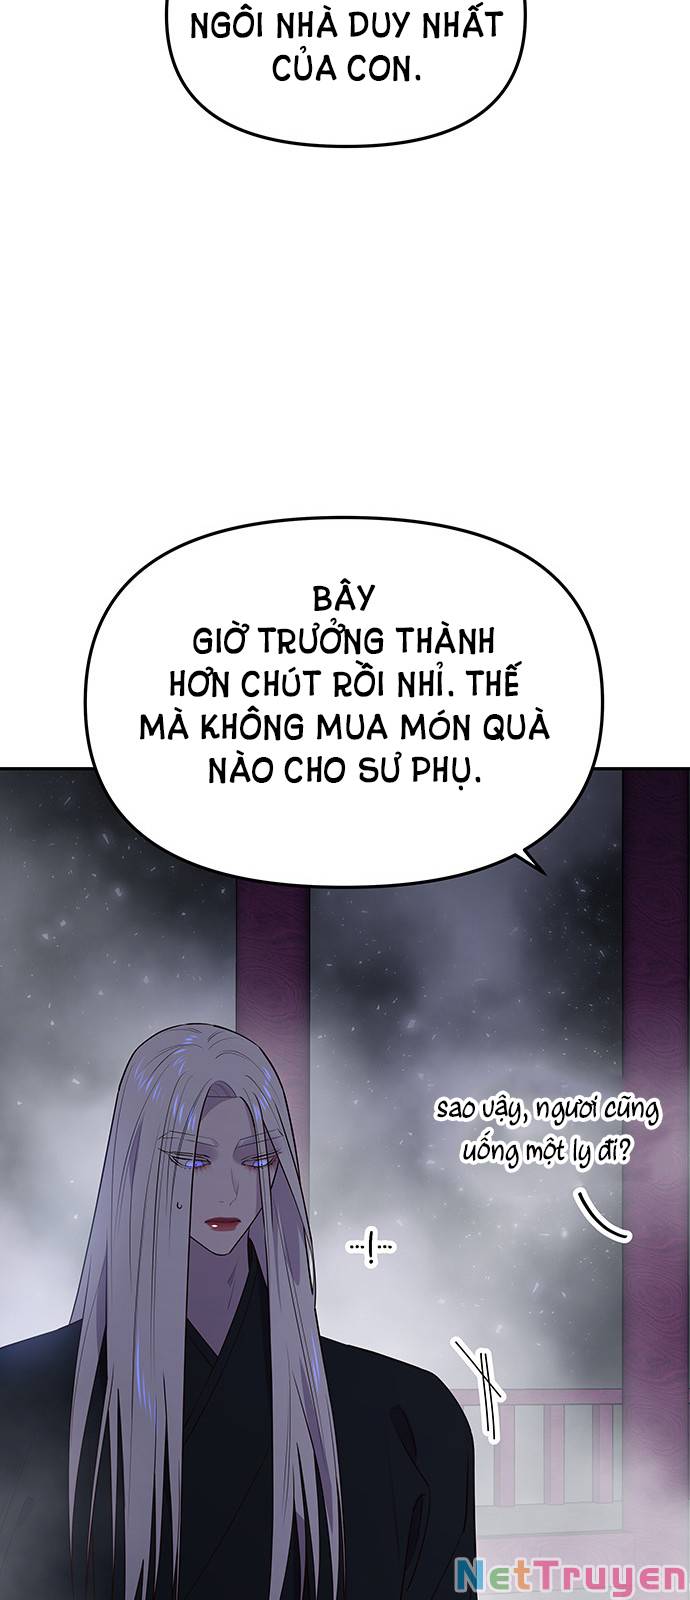 NGÔI NHÀ DUY NHẤT
CỦA CON.
BÂY
GIỜ TRƯỞNG THÀNH
HƠN CHÚT RỒI NHỈ. THẾ
MÀ KHÔNG MUA MÓN QUÀ
NÀO CHO SƯ PHỤ.
sao vậy, ngươi cũng
uống một ly đi?
...!
NetTruyen